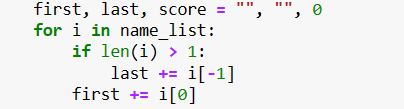 first, last, score = "", "", 0
for i in name_list:
    if len(i) > 1:
        last += i[-1]
    first += i[0]